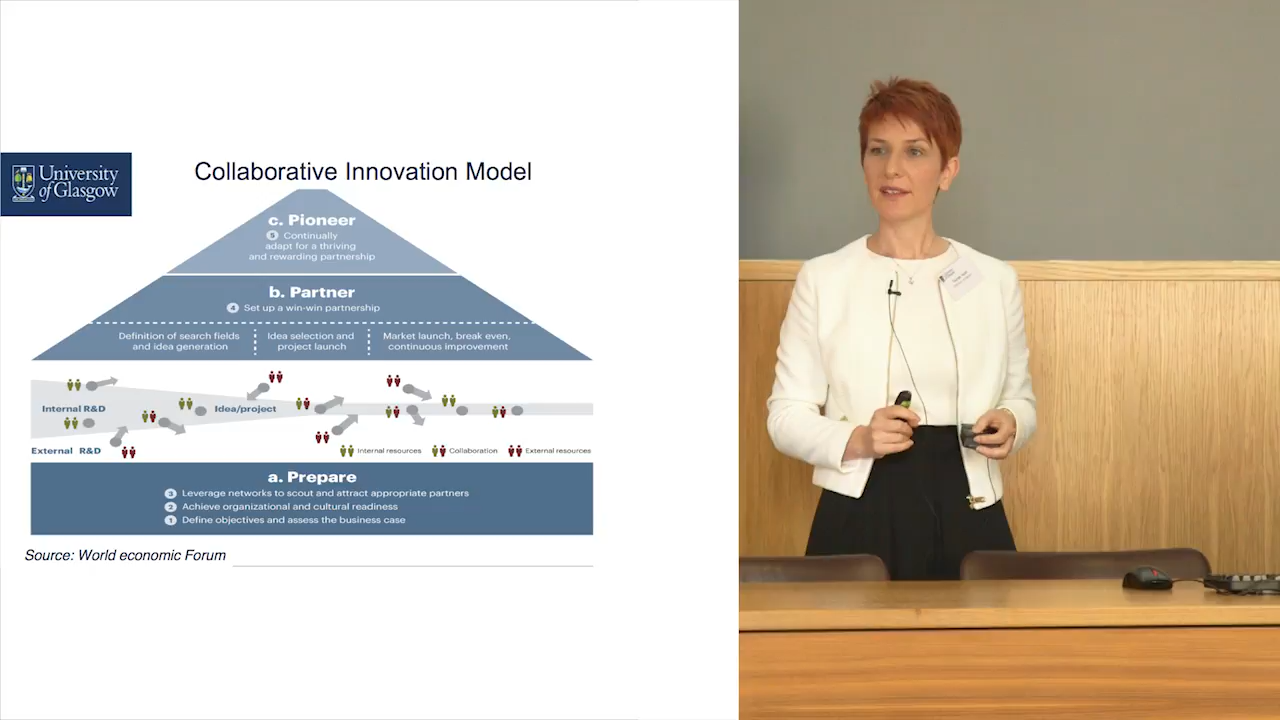 University
of Glasgow
Collaborative Innovation Model
c. Pioneer
5 Continually
adapt for a thriving
and rewarding partnership
b. Partner
4 Set up a win-win partnership
Definition of search fields
and idea generation
Idea selection and
project launch
Market launch, break even,
continuous improvement
Internal R&D
Idea/project
External R&D
Internal resources
Collaboration
External resources
a. Prepare
3 Leverage networks to scout and attract appropriate partners
2 Achieve organizational and cultural readiness
1 Define objectives and assess the business case
Source: World economic Forum